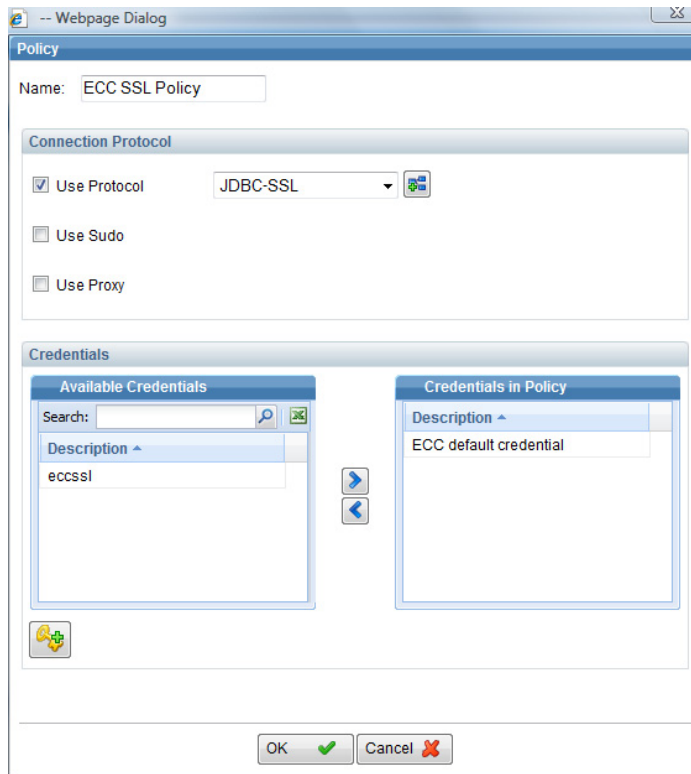 -- Webpage Dialog
Policy
Name: ECC SSL Policy
Connection Protocol
Use Protocol JDBC-SSL
Use Sudo
Use Proxy
Credentials
Available Credentials
Credentials in Policy
Search:
Description
Description
ECC default credential
eccssl
OK
Cancel